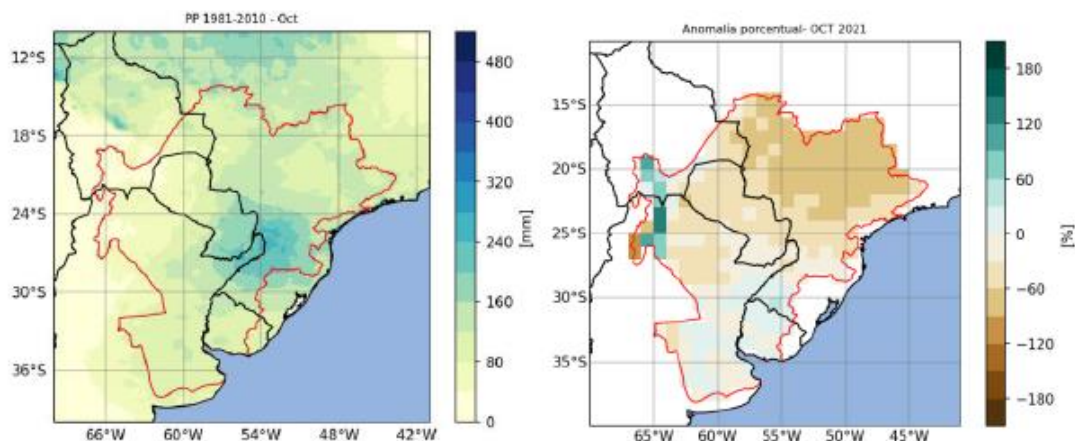 PP 1981-2010 - Oct
12°S
18°S
24°S
30°S
36°S
66°W 60°W 54°W 48°W 42°W
480
400
320
240
160
80
0
[mm]
Anomalía porcentual- OCT 2021
15°S
20°S
25°S
30°S
35°S
65°W 60°W 55°W 50°W 45°W
180
120
60
0
−60
−120
−180
[%]